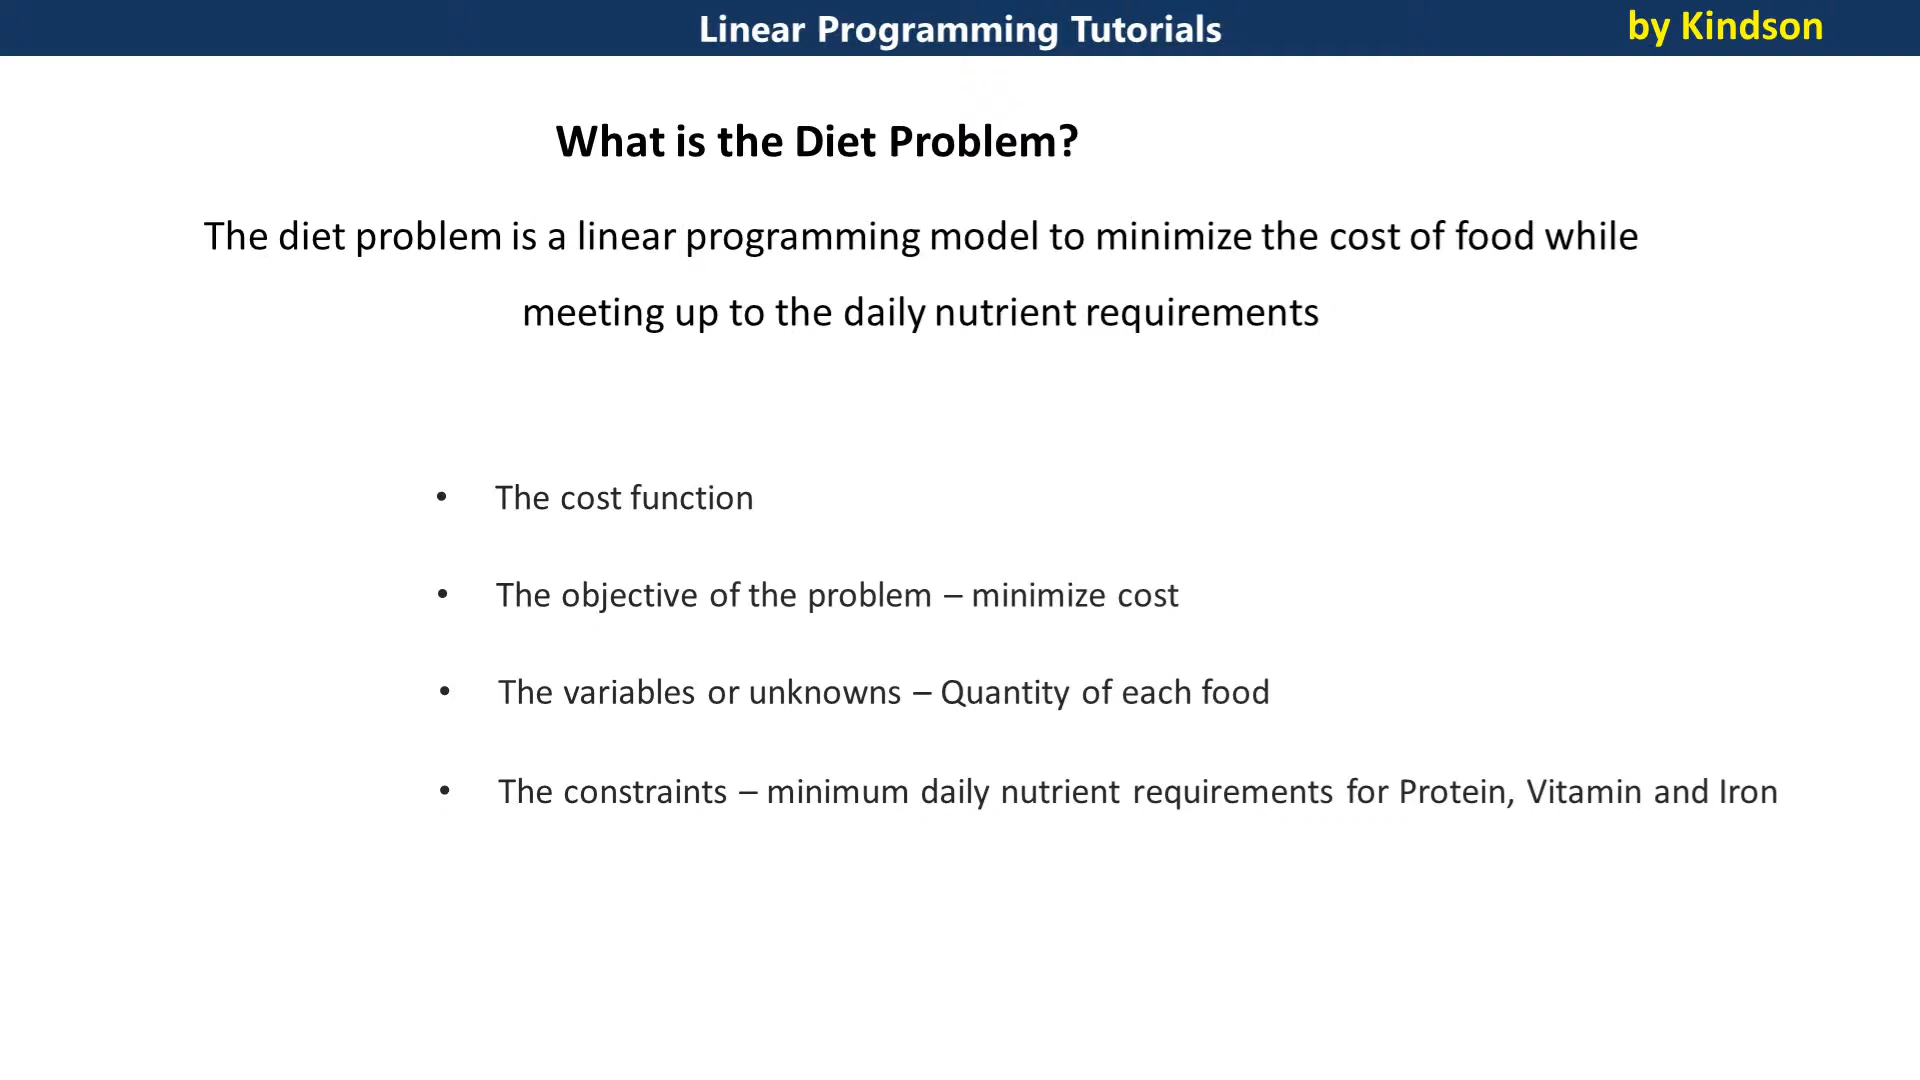 Linear Programming Tutorials
by Kindson
What is the Diet Problem?
The diet problem is a linear programming model to minimize the cost of food while
meeting up to the daily nutrient requirements
• The cost function
• The objective of the problem – minimize cost
• The variables or unknowns – Quantity of each food
• The constraints – minimum daily nutrient requirements for Protein, Vitamin and Iron